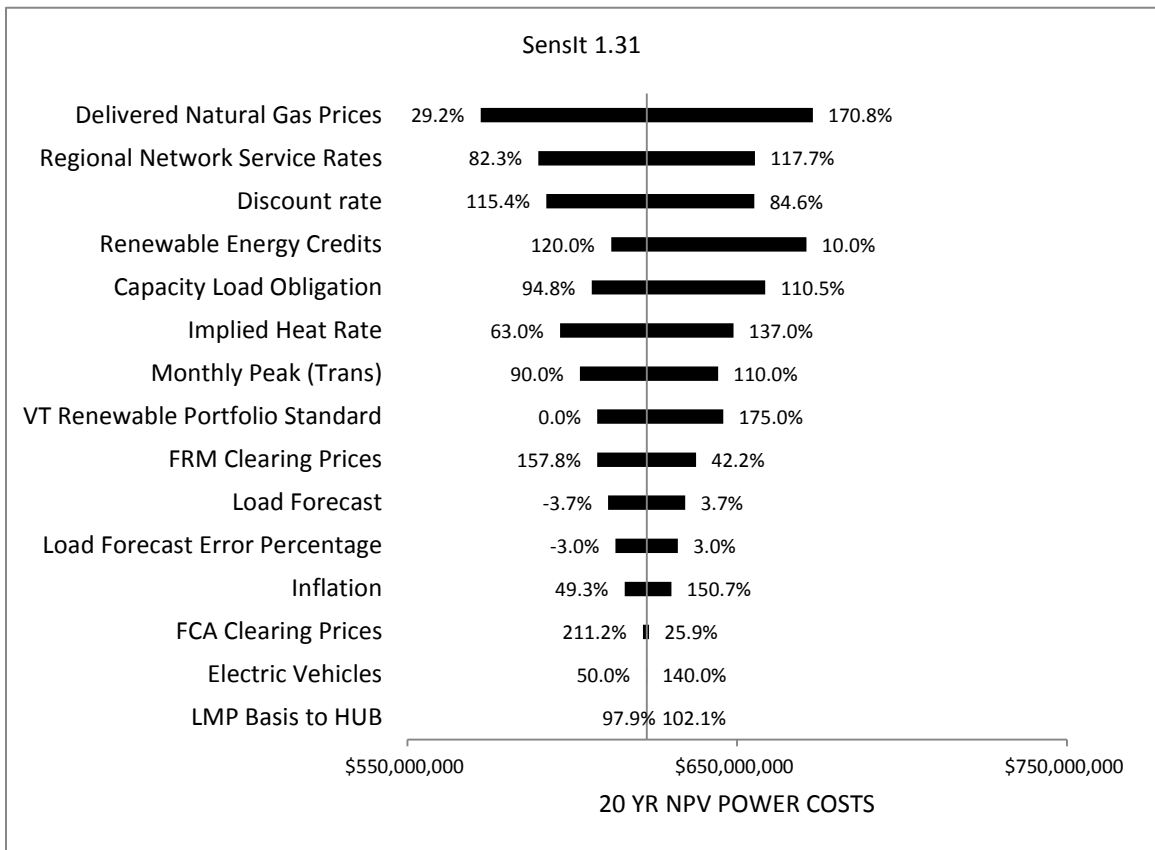 SensIt 1.31
Delivered Natural Gas Prices 29.2% 170.8%
Regional Network Service Rates 82.3% 117.7%
Discount rate 115.4% 84.6%
Renewable Energy Credits 120.0% 10.0%
Capacity Load Obligation 94.8% 110.5%
Implied Heat Rate 63.0% 137.0%
Monthly Peak (Trans) 90.0% 110.0%
VT Renewable Portfolio Standard 0.0% 175.0%
FRM Clearing Prices 157.8% 42.2%
Load Forecast -3.7% 3.7%
Load Forecast Error Percentage -3.0% 3.0%
Inflation 49.3% 150.7%
FCA Clearing Prices 211.2% 25.9%
Electric Vehicles 50.0% 140.0%
LMP Basis to HUB 97.9% 102.1%
$550,000,000 $650,000,000 $750,000,000
20 YR NPV POWER COSTS